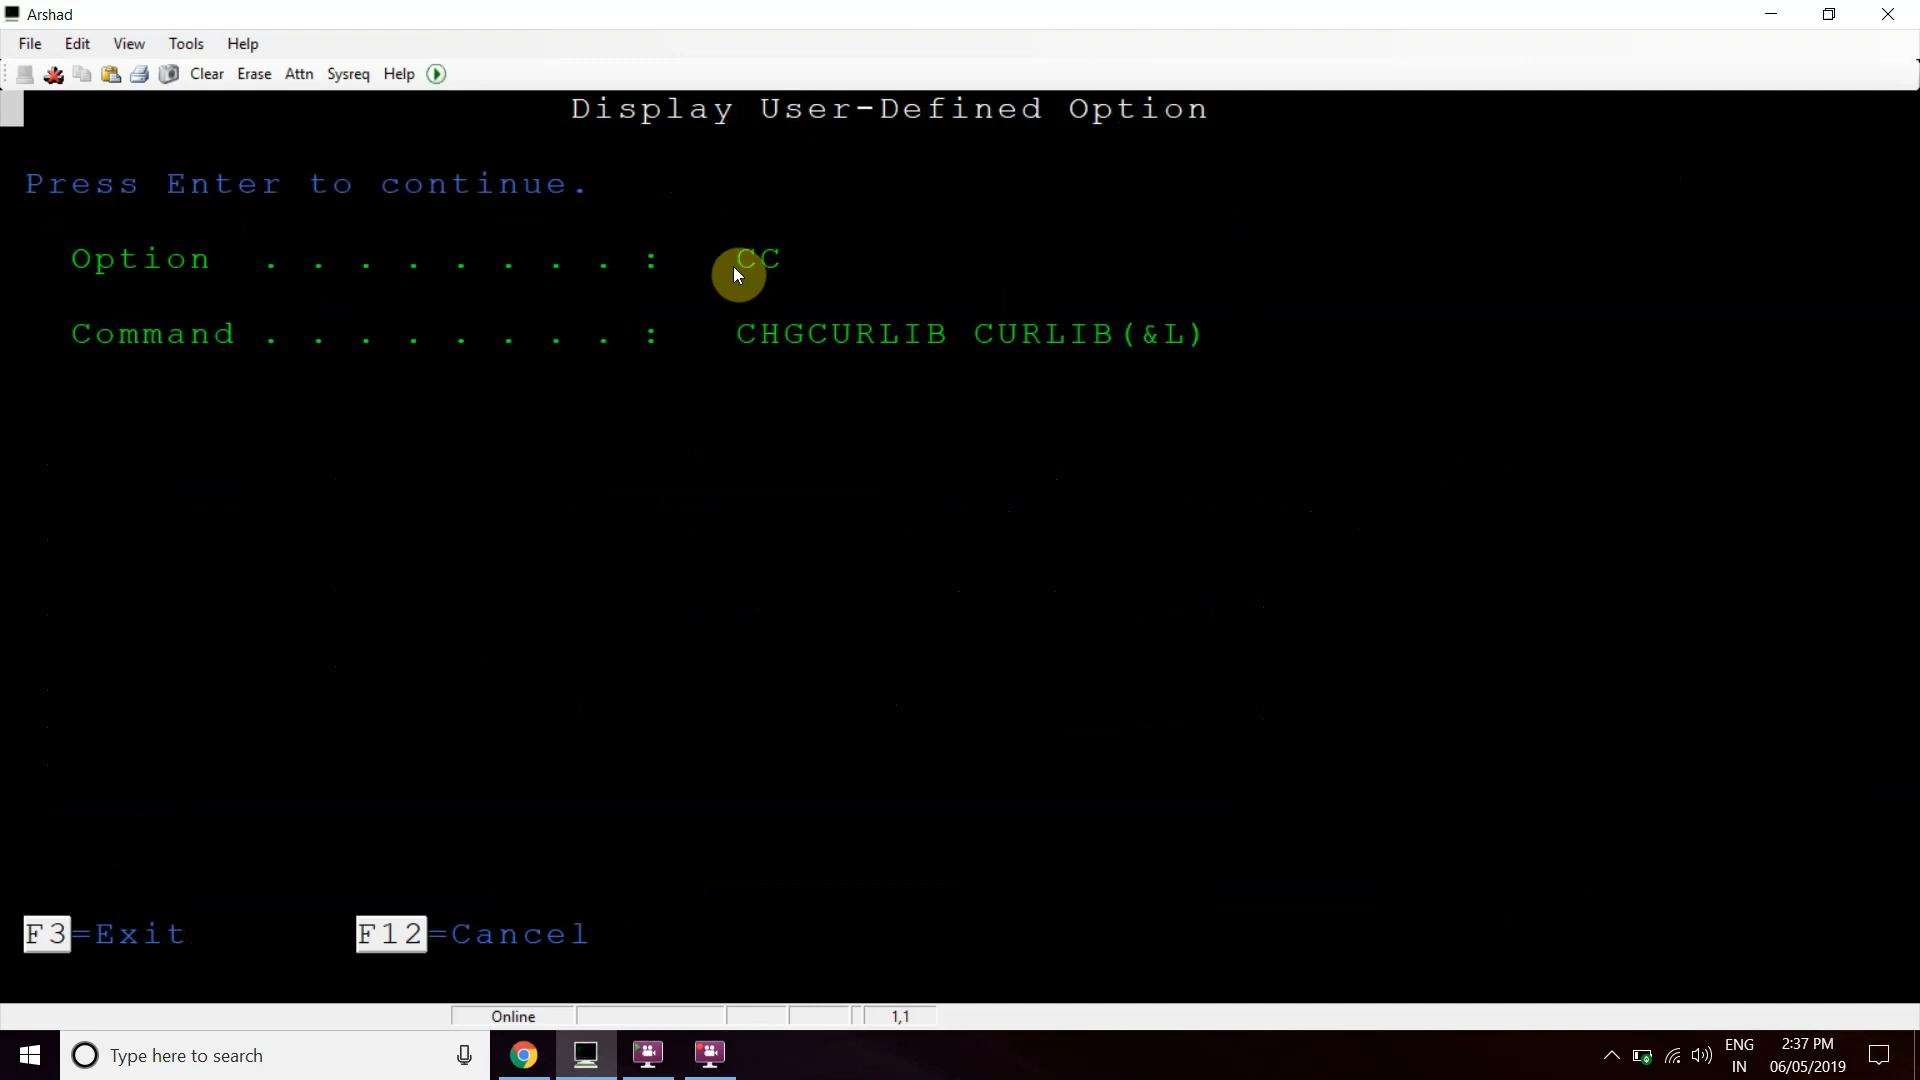 Arshad
File Edit View Tools Help
Clear Erase Attn Sysreq Help
Display User-Defined Option
Press Enter to continue.
Option . . . . . . . . : CC
Command . . . . . . . . : CHGCURLIB CURLIB(&L)
F3=Exit F12=Cancel
Online 1,1
Type here to search
ENG 2:37 PM
IN 06/05/2019